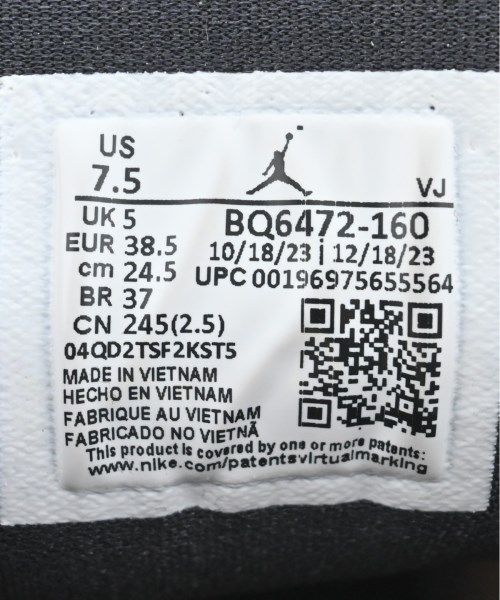 US
7.5
VJ
UK 5
EUR 38.5
cm 24.5
BR 37
CN 245(2.5)
BQ6472-160
10/18/23 | 12/18/23
UPC 00196975655564
04QD2TSF2KST5
MADE IN VIETNAM
HECHO EN VIETNAM
FABRIQUE AU VIETNAM
FABRICADO NO VIETNÃ
This product is covered by one or more patents:
www.nike.com/patentsvirtualmarking